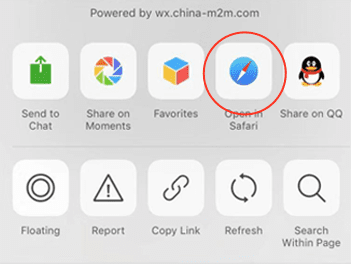 Powered by wx.china-m2m.com
Send to Chat
Share on Moments
Favorites
Open in Safari
Share on QQ
Floating
Report
Copy Link
Refresh
Search Within Page